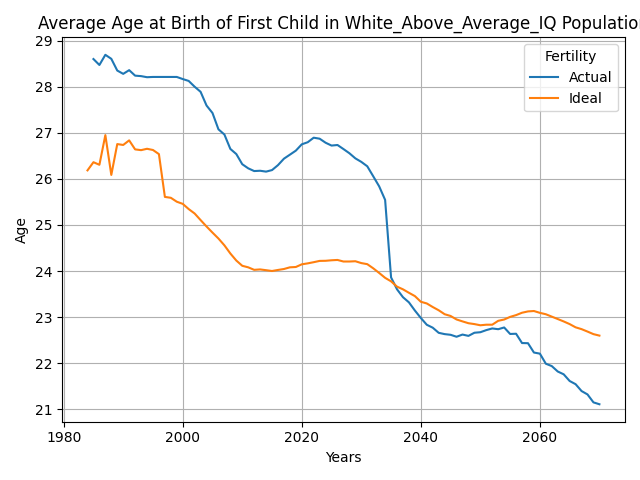 Average Age at Birth of First Child in White_Above_Average_IQ Population
29
28
27
26
25
24
23
22
21
Age
Fertility
Actual
Ideal
1980 2000 2020 2040 2060
Years